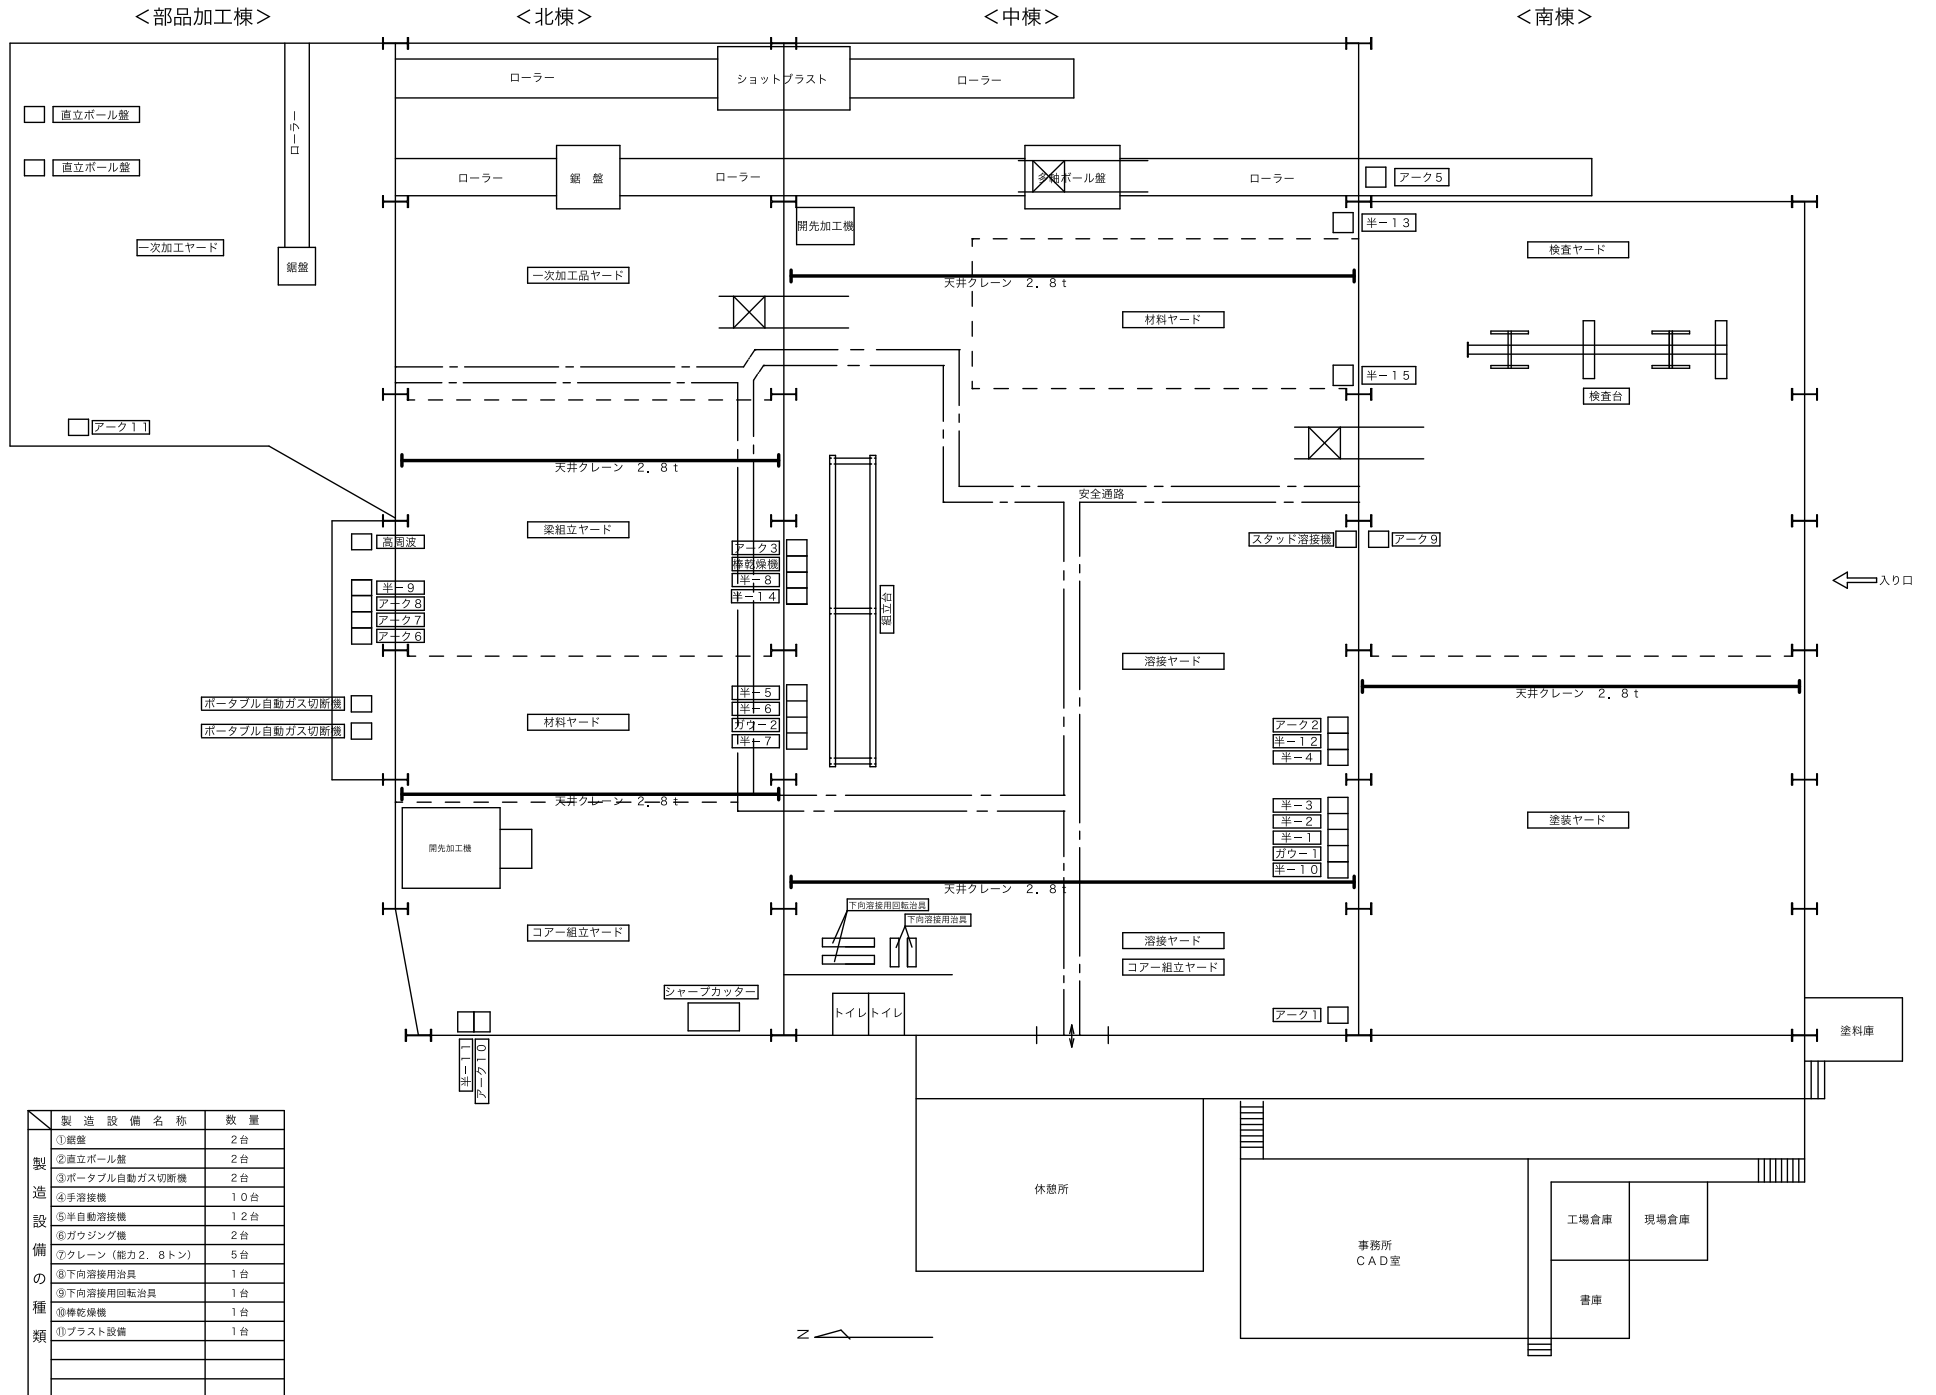 ＜部品加工棟＞
＜北棟＞
＜中棟＞
＜南棟＞
ローラー
ショットブラスト
ローラー
直立ボール盤
ローラー
直立ボール盤
ローラー
鋸　盤
ローラー
多軸ボール盤
ローラー
アーク５
開先加工機
半－１３
一次加工ヤード
鋸盤
一次加工品ヤード
検査ヤード
天井クレーン　２．８ｔ
材料ヤード
半－１５
検査台
アーク１１
天井クレーン　２．８ｔ
安全通路
梁組立ヤード
高周波
アーク３
棒乾燥機
半－８
半－１４
スタッド溶接機
アーク９
入り口
半－９
アーク８
アーク７
アーク６
組立台
溶接ヤード
ポータブル自動ガス切断機
ポータブル自動ガス切断機
材料ヤード
半－５
半－６
ガウ－２
半－７
天井クレーン　２．８ｔ
アーク２
半－１２
半－４
天井クレーン　２．８ｔ
半－３
半－２
半－１
ガウ－１
半－１０
塗装ヤード
開先加工機
天井クレーン　２．８ｔ
下向溶接用回転治具
下向溶接用治具
コアー組立ヤード
溶接ヤード
コアー組立ヤード
シャープカッター
トイレ
トイレ
アーク１
塗料庫
半－１１
アーク１０
休憩所
事務所
ＣＡＤ室
工場倉庫
現場倉庫
書庫
N
製造設備の種類
製　造　設　備　名　称
数　量
①鋸盤
２台
②直立ボール盤
２台
③ポータブル自動ガス切断機
２台
④手溶接機
１０台
⑤半自動溶接機
１２台
⑥ガウジング機
２台
⑦クレーン（能力２．８トン）
５台
⑧下向溶接用治具
１台
⑨下向溶接用回転治具
１台
⑩棒乾燥機
１台
⑪ブラスト設備
１台